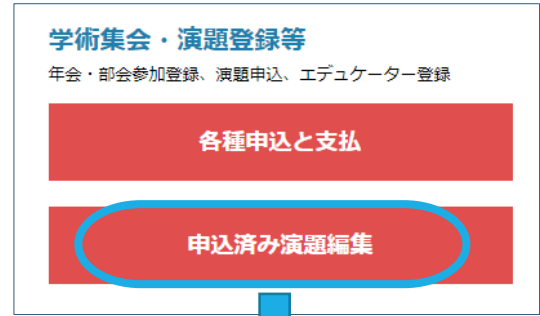 学術集会・演題登録等
年会・部会参加登録、演題申込、エデュケーター登録
各種申込と支払
申込済み演題編集